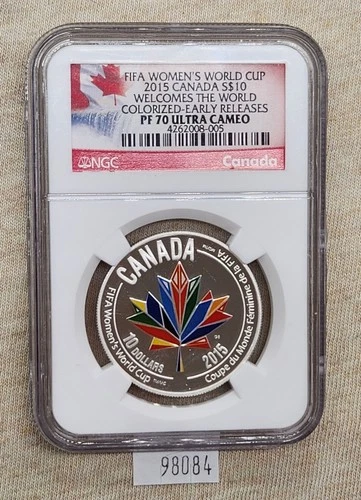 FIFA WOMEN'S WORLD CUP
2015 CANADA S$10
WELCOMES THE WORLD
COLORIZED-EARLY RELEASES
PF 70 ULTRA CAMEO
4262008-005
NGC
Canada
CANADA
FIFA Women's World Cup
Coupe du Monde Féminine de la FIFA
10 DOLLARS
2015
98084